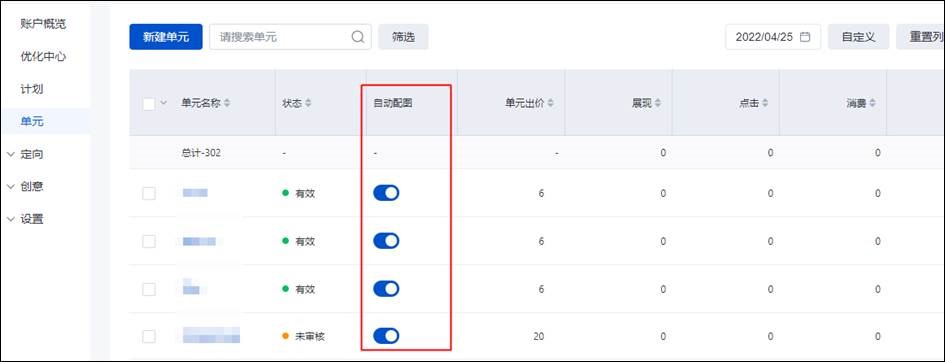 账户概览
优化中心
计划
单元
定向
创意
设置
新建单元 请搜索单元 筛选 2022/04/25 自定义 重置列
单元名称 状态 自动配图 单元出价 展现 点击 消费
总计-302 - - - 0 0 0
有效 6 0 0 0
有效 6 0 0 0
有效 6 0 0 0
未审核 20 0 0 0